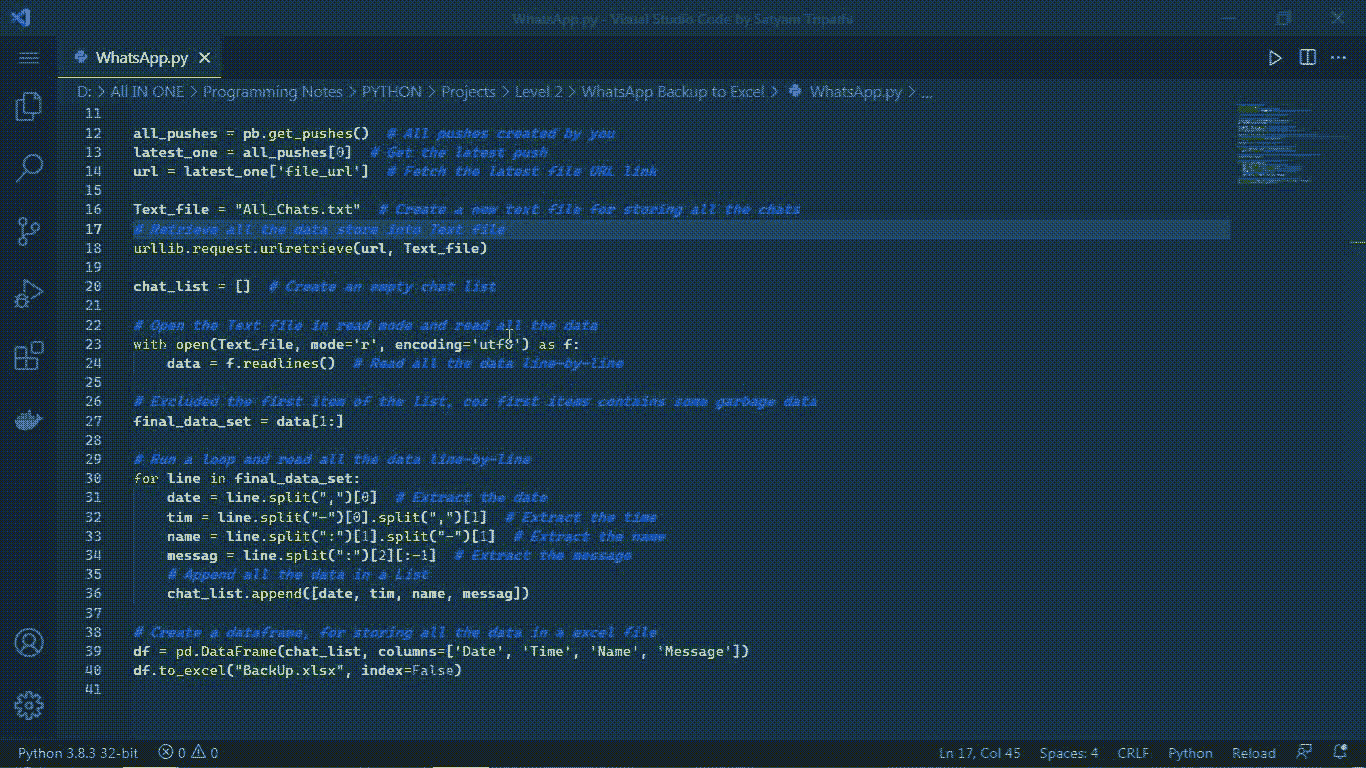 WhatsApp.py - Visual Studio Code by Satyam Tripathi
WhatsApp.py
D: > All IN ONE > Programming Notes > PYTHON > Projects > Level 2 > WhatsApp Backup to Excel > WhatsApp.py > ...
11
12 all_pushes = pb.get_pushes()  # All pushes created by you
13 latest_one = all_pushes[0]  # Get the latest push
14 url = latest_one['file_url']  # Fetch the latest file URL link
15
16 Text_file = "All_Chats.txt"  # Create a new text file for storing all the chats
17 # Retrieve all the data store into Text file
18 urllib.request.urlretrieve(url, Text_file)
19
20 chat_list = []  # Create an empty chat list
21
22 # Open the Text file in read mode and read all the data
23 with open(Text_file, mode='r', encoding='utf8') as f:
24     data = f.readlines()  # Read all the data line-by-line
25
26 # Excluded the first item of the List, coz first items contains some garbage data
27 final_data_set = data[1:]
28
29 # Run a loop and read all the data line-by-line
30 for line in final_data_set:
31     date = line.split(",")[0]  # Extract the date
32     tim = line.split("-")[0].split(",")[1]  # Extract the time
33     name = line.split(":")[1].split("-")[1]  # Extract the name
34     messag = line.split(":")[2][:-1]  # Extract the message
35     # Append all the data in a List
36     chat_list.append([date, tim, name, messag])
37
38 # Create a dataframe, for storing all the data in a excel file
39 df = pd.DataFrame(chat_list, columns=['Date', 'Time', 'Name', 'Message'])
40 df.to_excel("BackUp.xlsx", index=False)
41
Python 3.8.3 32-bit 0 0 Ln 17, Col 45 Spaces: 4 CRLF Python Reload